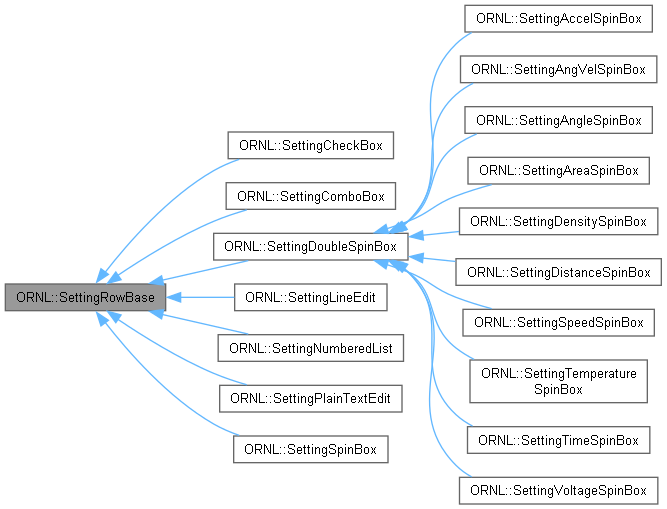 ORNL::SettingRowBase
ORNL::SettingCheckBox
ORNL::SettingComboBox
ORNL::SettingDoubleSpinBox
ORNL::SettingLineEdit
ORNL::SettingNumberedList
ORNL::SettingPlainTextEdit
ORNL::SettingSpinBox
ORNL::SettingAccelSpinBox
ORNL::SettingAngVelSpinBox
ORNL::SettingAngleSpinBox
ORNL::SettingAreaSpinBox
ORNL::SettingDensitySpinBox
ORNL::SettingDistanceSpinBox
ORNL::SettingSpeedSpinBox
ORNL::SettingTemperature
SpinBox
ORNL::SettingTimeSpinBox
ORNL::SettingVoltageSpinBox